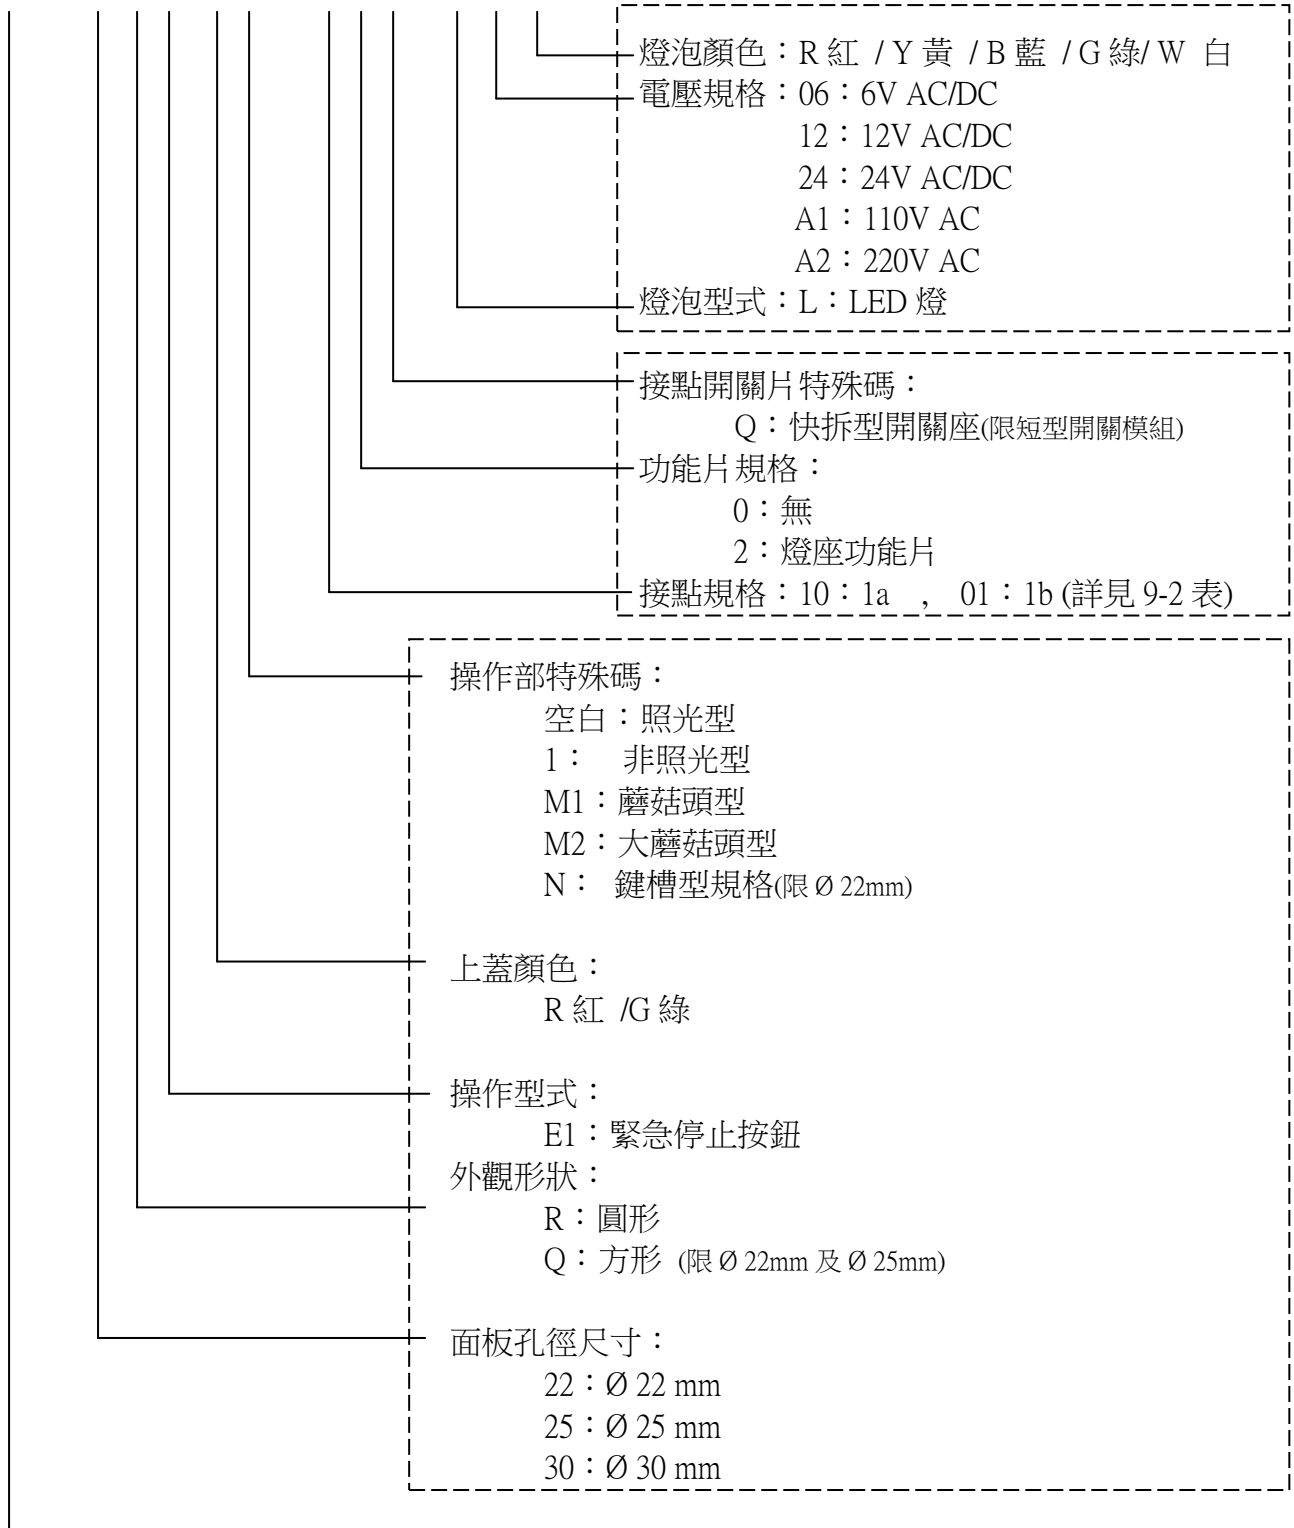 燈泡顏色：R 紅 / Y 黃 / B 藍 / G 綠/ W 白
電壓規格：06：6V AC/DC
12：12V AC/DC
24：24V AC/DC
A1：110V AC
A2：220V AC
燈泡型式：L：LED 燈
接點開關片特殊碼：
Q：快拆型開關座(限短型開關模組)
功能片規格：
0：無
2：燈座功能片
接點規格：10：1a , 01：1b (詳見 9-2 表)
操作部特殊碼：
空白：照光型
1： 非照光型
M1：蘑菇頭型
M2：大蘑菇頭型
N： 鍵槽型規格(限 Ø 22mm)
上蓋顏色：
R 紅 /G 綠
操作型式：
E1：緊急停止按鈕
外觀形狀：
R：圓形
Q：方形 (限 Ø 22mm 及 Ø 25mm)
面板孔徑尺寸：
22：Ø 22 mm
25：Ø 25 mm
30：Ø 30 mm